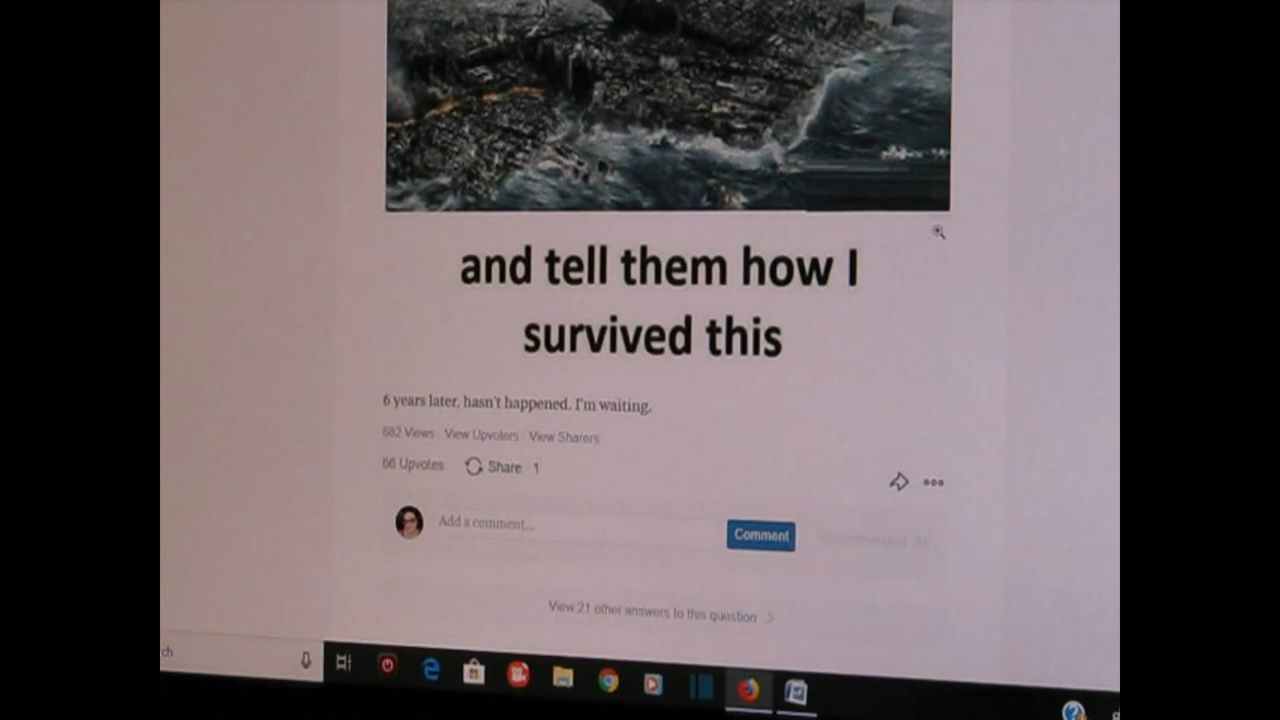 and tell them how I
survived this
6 years later, hasn't happened. I'm waiting.
682 Views View Upvoters View Sharers
66 Upvotes Share 1
Add a comment...
Comment
View 21 other answers to this question
ch